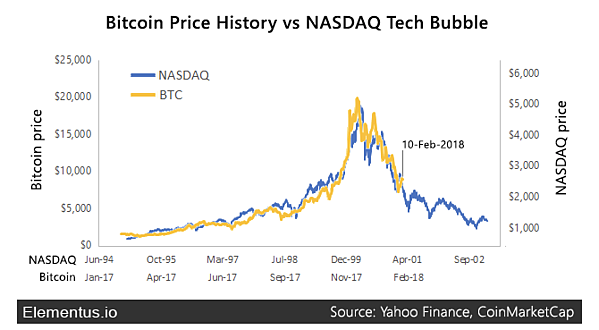 Bitcoin Price History vs NASDAQ Tech Bubble
Bitcoin price
$25,000
$20,000
$15,000
$10,000
$5,000
$0
NASDAQ
BTC
10-Feb-2018
$6,000
$5,000
$4,000
$3,000
$2,000
$1,000
NASDAQ price
NASDAQ Jun-94 Oct-95 Mar-97 Jul-98 Dec-99 Apr-01 Sep-02
Bitcoin Jan-17 Apr-17 Jun-17 Sep-17 Nov-17 Feb-18
Elementus.io Source: Yahoo Finance, CoinMarketCap